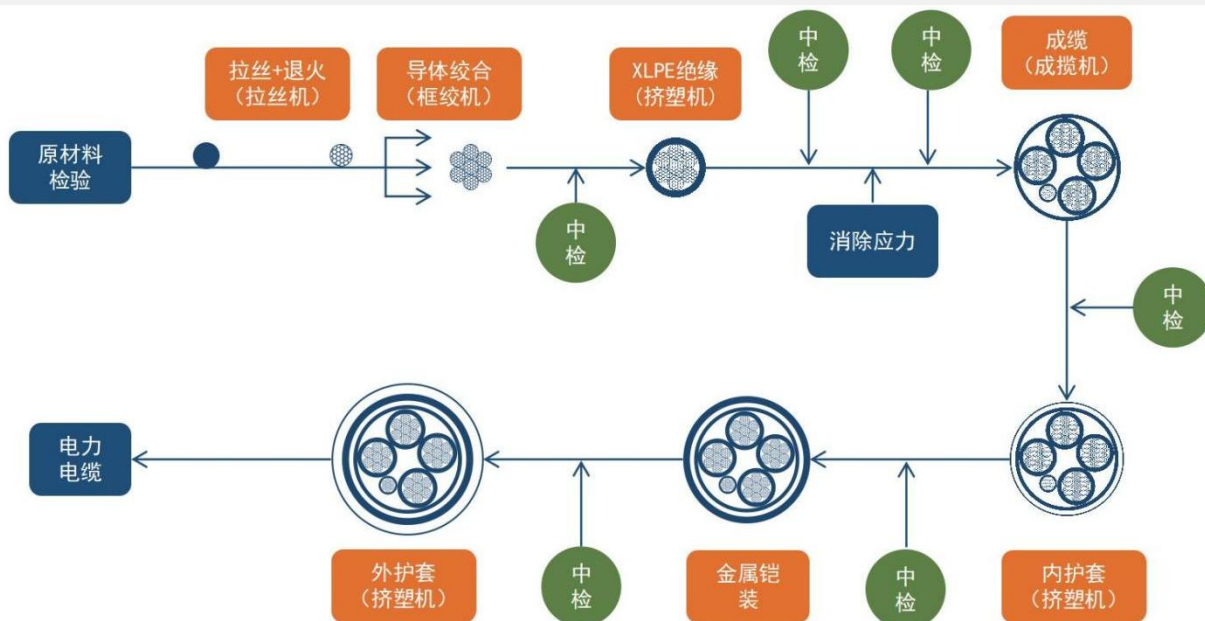 原材料
检验
拉丝+退火
（拉丝机）
导体绞合
（框绞机）
中
检
XLPE绝缘
（挤塑机）
中
检
消除应力
中
检
成缆
（成揽机）
中
检
内护套
（挤塑机）
中
检
金属铠
装
中
检
外护套
（挤塑机）
电力
电缆